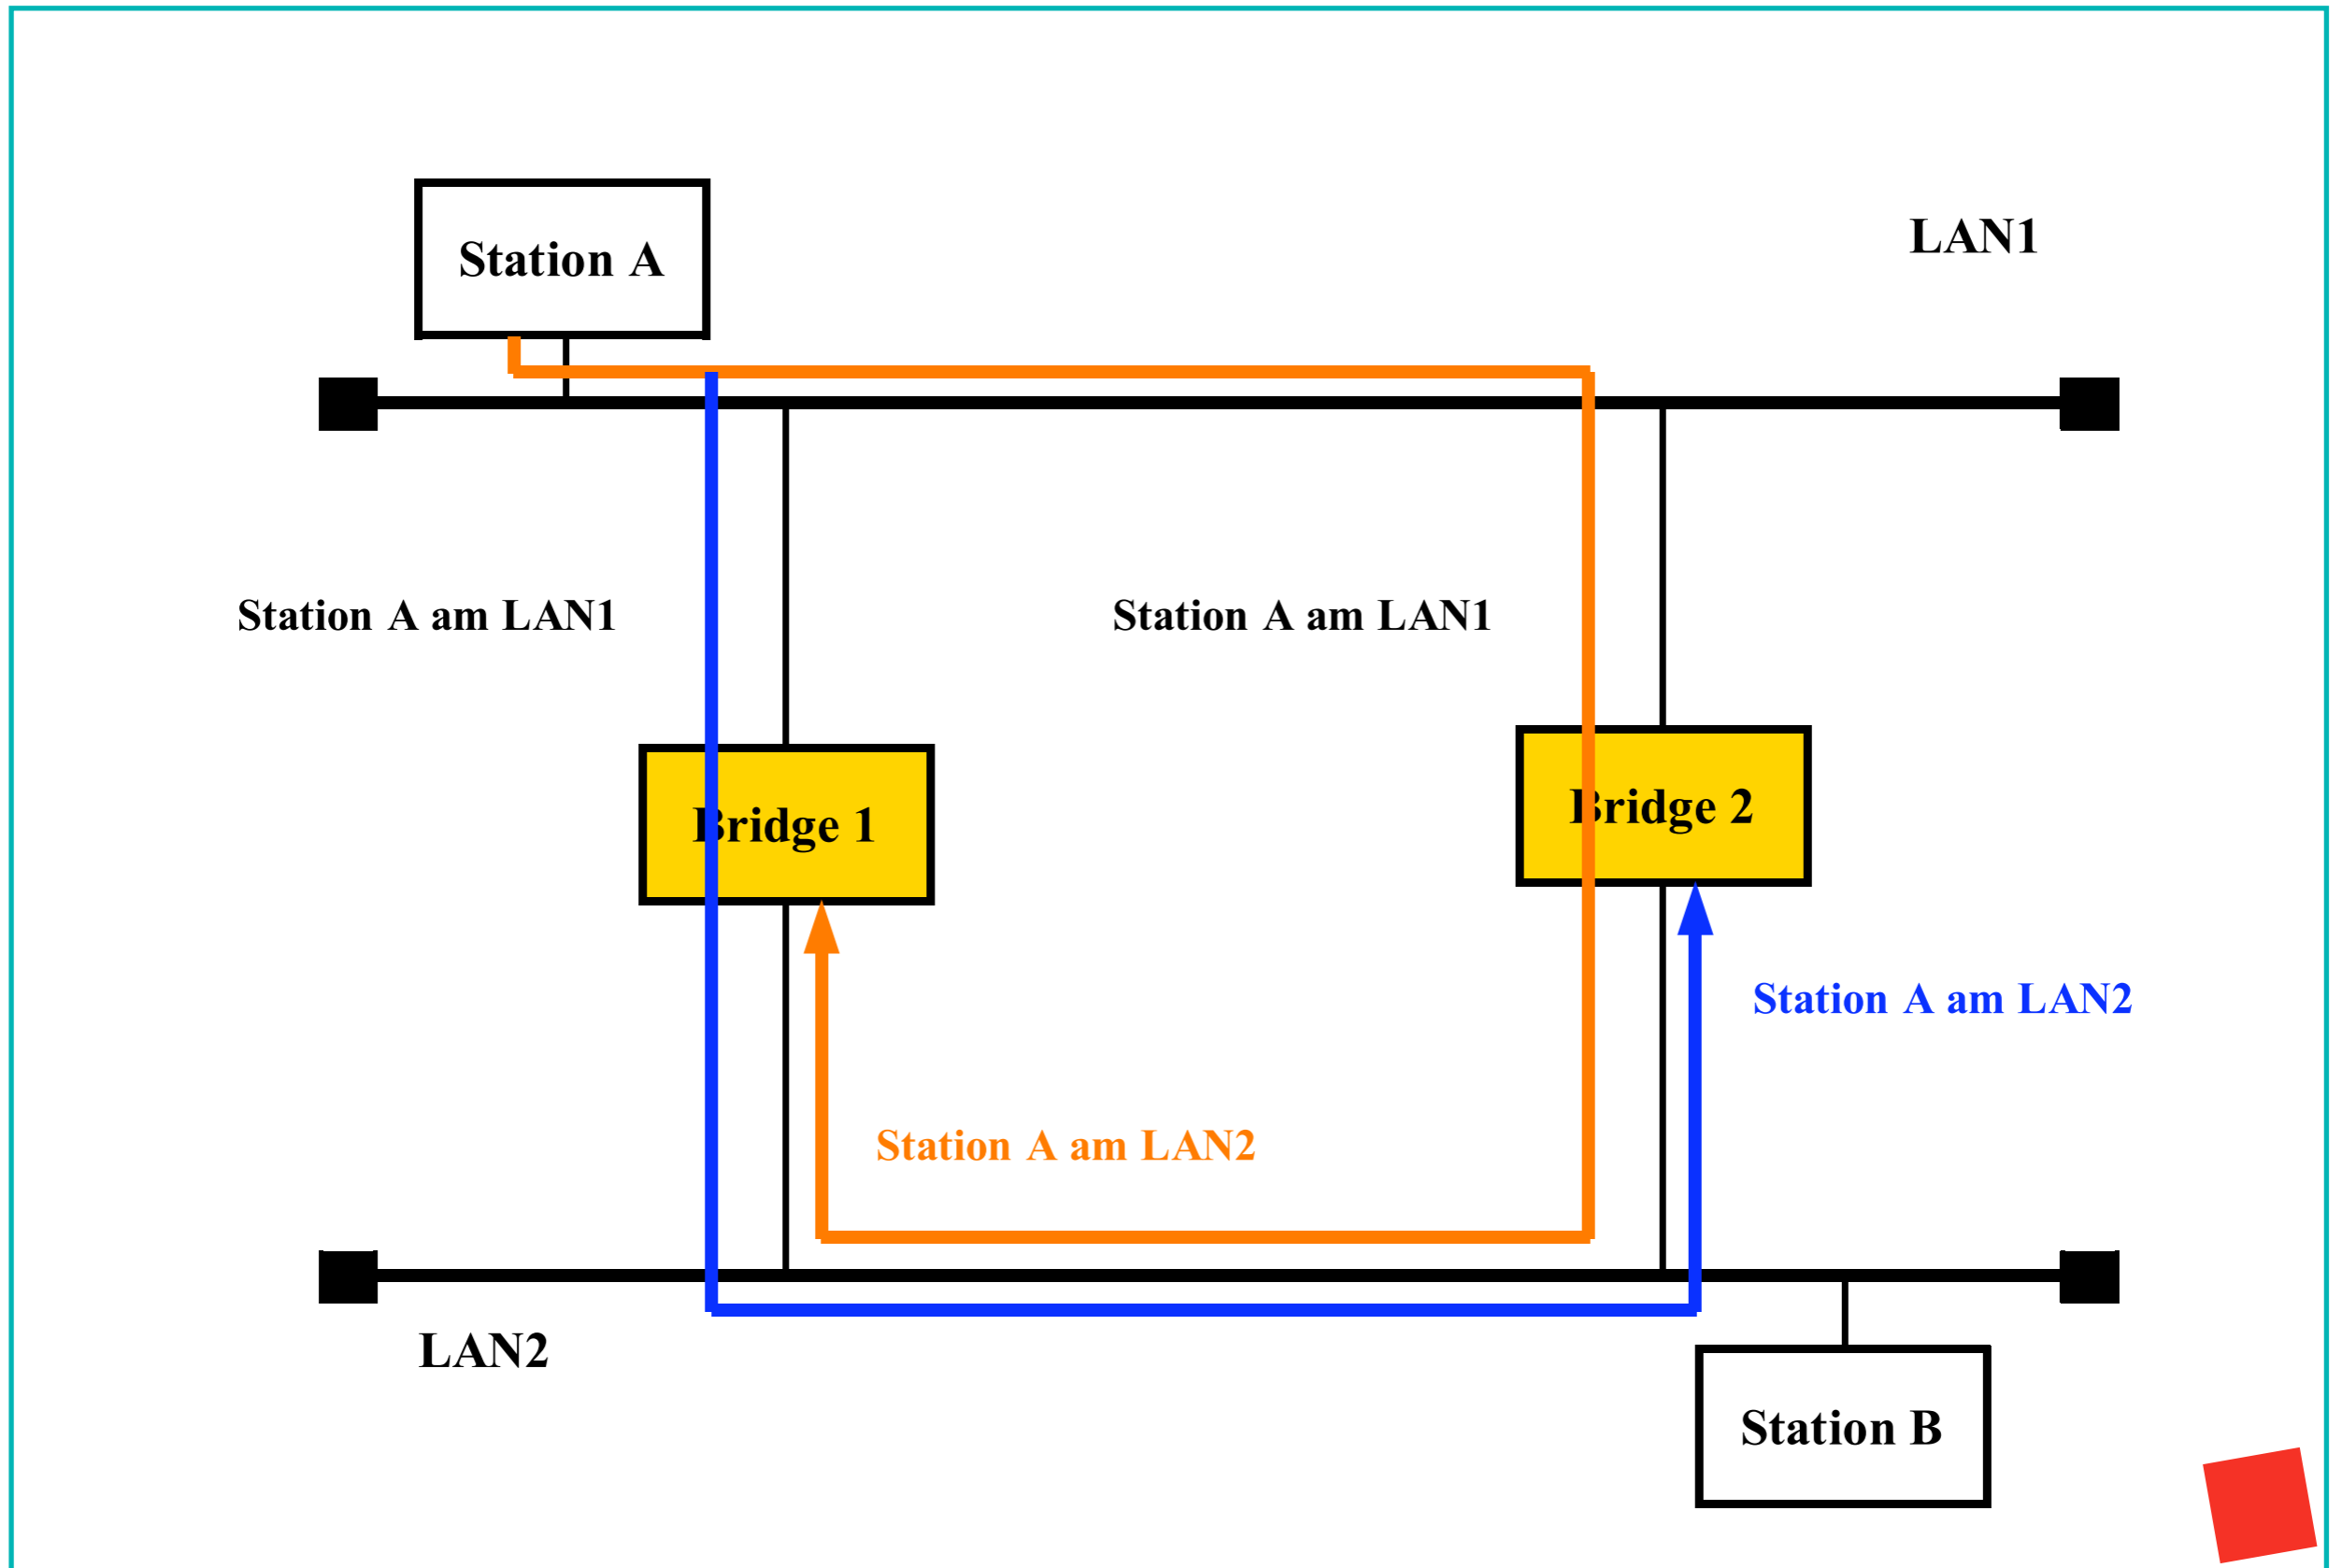 Station A
LAN1
Station A am LAN1
Station A am LAN1
Bridge 1
Bridge 2
Station A am LAN2
Station A am LAN2
LAN2
Station B